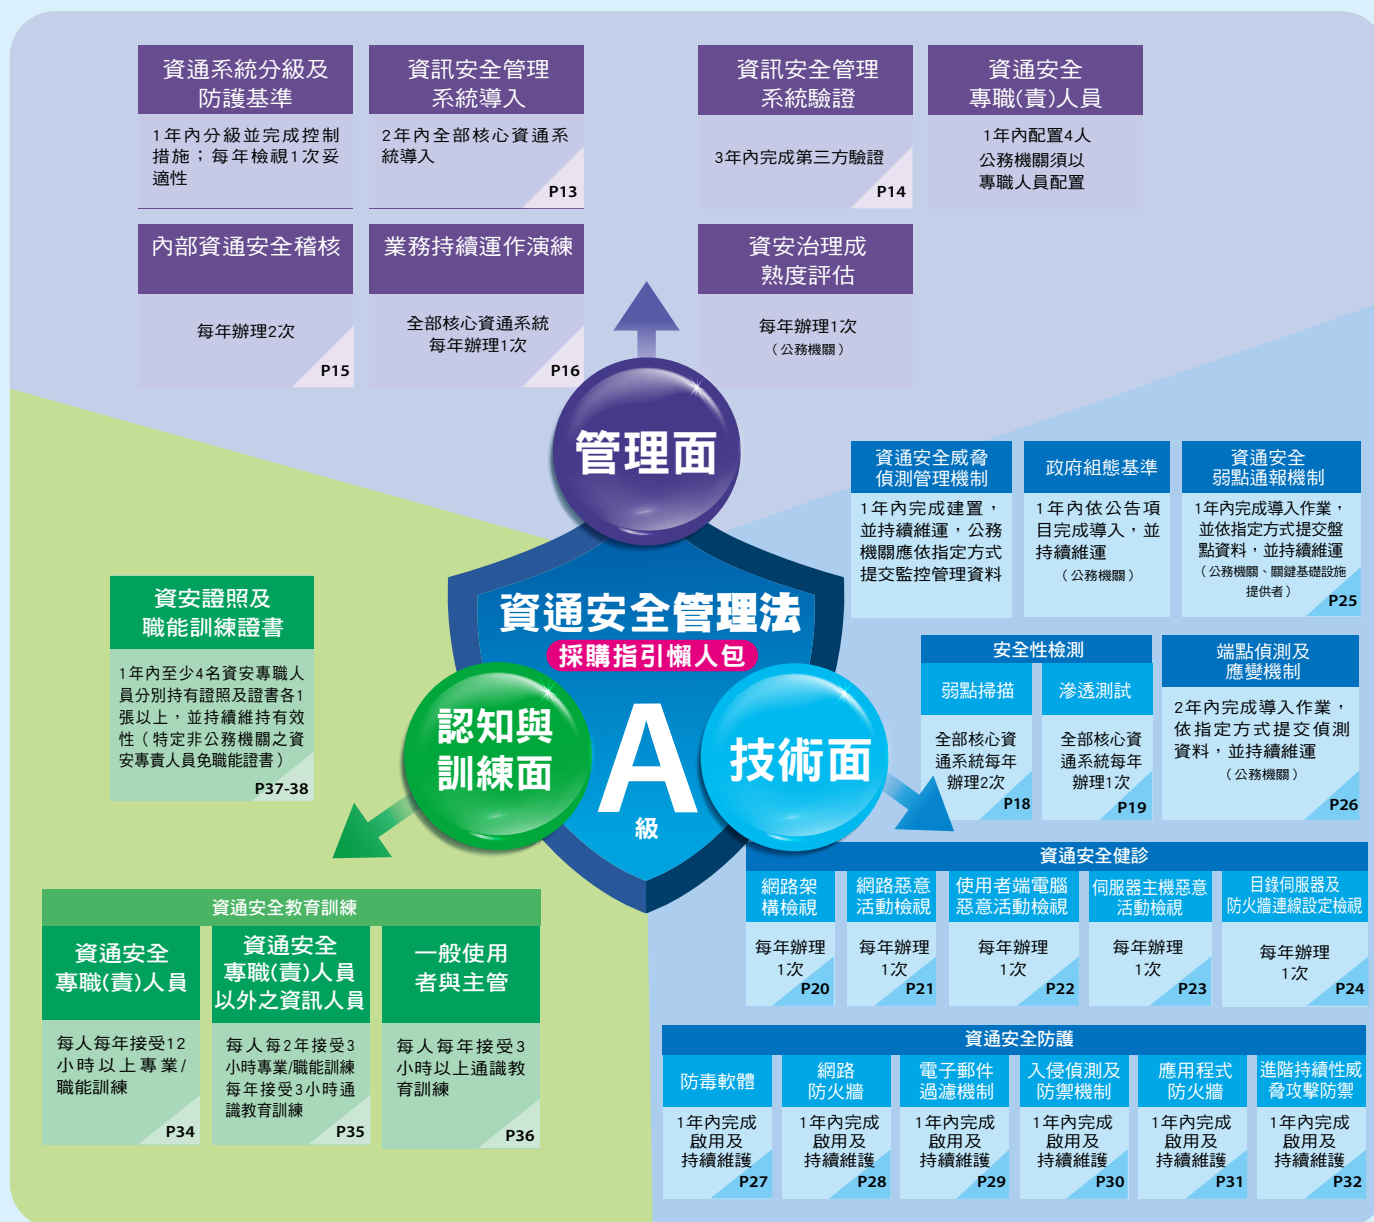 資通系統分級及
防護基準
1年內分級並完成控制
措施；每年檢視1次妥
適性
資訊安全管理
系統導入
2年內全部核心資通系
統導入
P13
資訊安全管理
系統驗證
3年內完成第三方驗證
P14
資通安全
專職(責)人員
1年內配置4人
公務機關須以
專職人員配置
內部資通安全稽核
每年辦理2次
P15
業務持續運作演練
全部核心資通系統
每年辦理1次
P16
資安治理成
熟度評估
每年辦理1次
（公務機關）
管理面
資通安全威脅
偵測管理機制
1年內完成建置，
並持續維運，公務
機關應依指定方式
提交監控管理資料
政府組態基準
1年內依公告項
目完成導入，並
持續維運
（公務機關）
資通安全
弱點通報機制
1年內完成導入作業，
並依指定方式提交盤
點資料，並持續維運
（公務機關、關鍵基礎設施
提供者）
P25
資通安全管理法
採購指引懶人包
A
級
認知與
訓練面
技術面
安全性檢測
弱點掃描
全部核心資
通系統每年
辦理2次
P18
滲透測試
全部核心資
通系統每年
辦理1次
P19
端點偵測及
應變機制
2年內完成導入作業，
依指定方式提交偵測
資料，並持續維運
（公務機關）
P26
資安證照及
職能訓練證書
1年內至少4名資安專職人
員分別持有證照及證書各1
張以上，並持續維持有效
性（特定非公務機關之資
安專責人員免職能證書）
P37-38
資通安全健診
網路架
構檢視
每年辦理
1次
P20
網路惡意
活動檢視
每年辦理
1次
P21
使用者端電腦
惡意活動檢視
每年辦理
1次
P22
伺服器主機惡意
活動檢視
每年辦理
1次
P23
目錄伺服器及
防火牆連線設定檢視
每年辦理
1次
P24
資通安全教育訓練
資通安全
專職(責)人員
每人每年接受12
小時以上專業/
職能訓練
P34
資通安全
專職(責)人員
以外之資訊人員
每人每2年接受3
小時專業/職能訓練
每年接受3小時通
識教育訓練
P35
一般使用
者與主管
每人每年接受3
小時以上通識教
育訓練
P36
資通安全防護
防毒軟體
1年內完成
啟用及
持續維護
P27
網路
防火牆
1年內完成
啟用及
持續維護
P28
電子郵件
過濾機制
1年內完成
啟用及
持續維護
P29
入侵偵測及
防禦機制
1年內完成
啟用及
持續維護
P30
應用程式
防火牆
1年內完成
啟用及
持續維護
P31
進階持續性威
脅攻擊防禦
1年內完成
啟用及
持續維護
P32